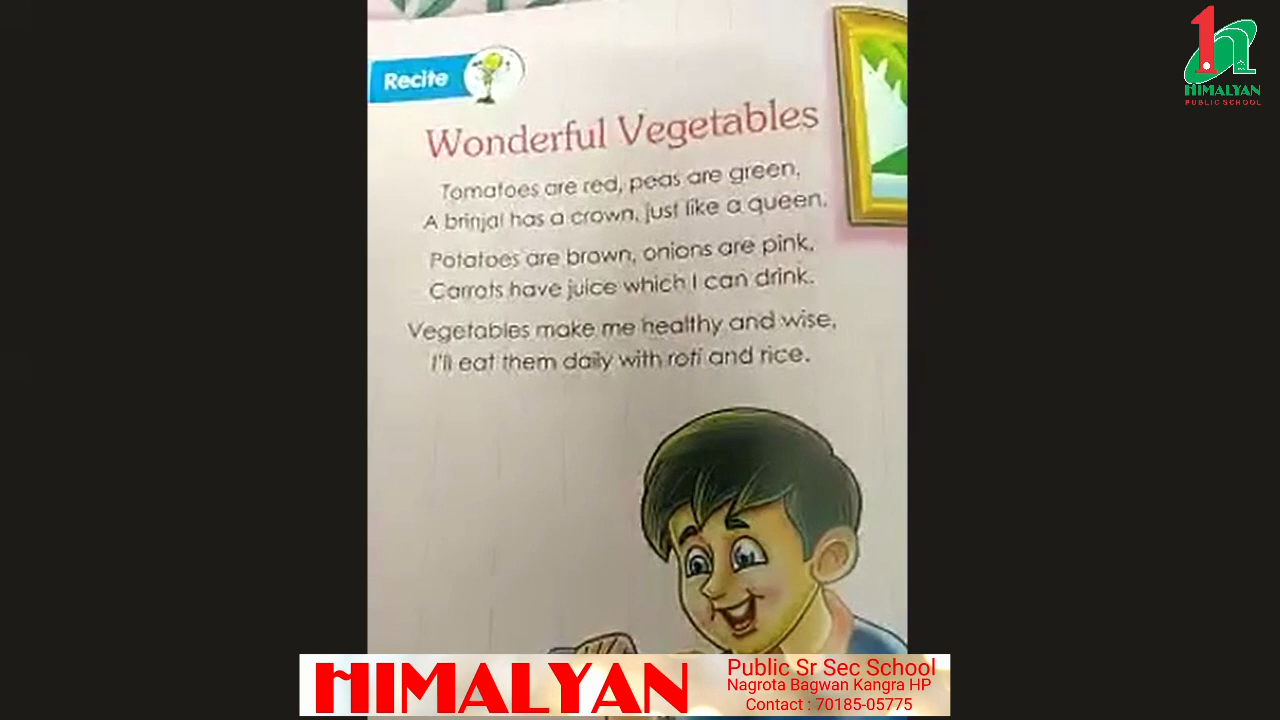 Recite
Wonderful Vegetables
Tomatoes are red, peas are green,
A brinjal has a crown, just like a queen.
Potatoes are brown, onions are pink,
Carrots have juice which I can drink.
Vegetables make me healthy and wise,
I'll eat them daily with roti and rice.
1h
HIMALYAN
PUBLIC SCHOOL
HIMALYAN
Public Sr Sec School
Nagrota Bagwan Kangra HP
Contact : 70185-05775